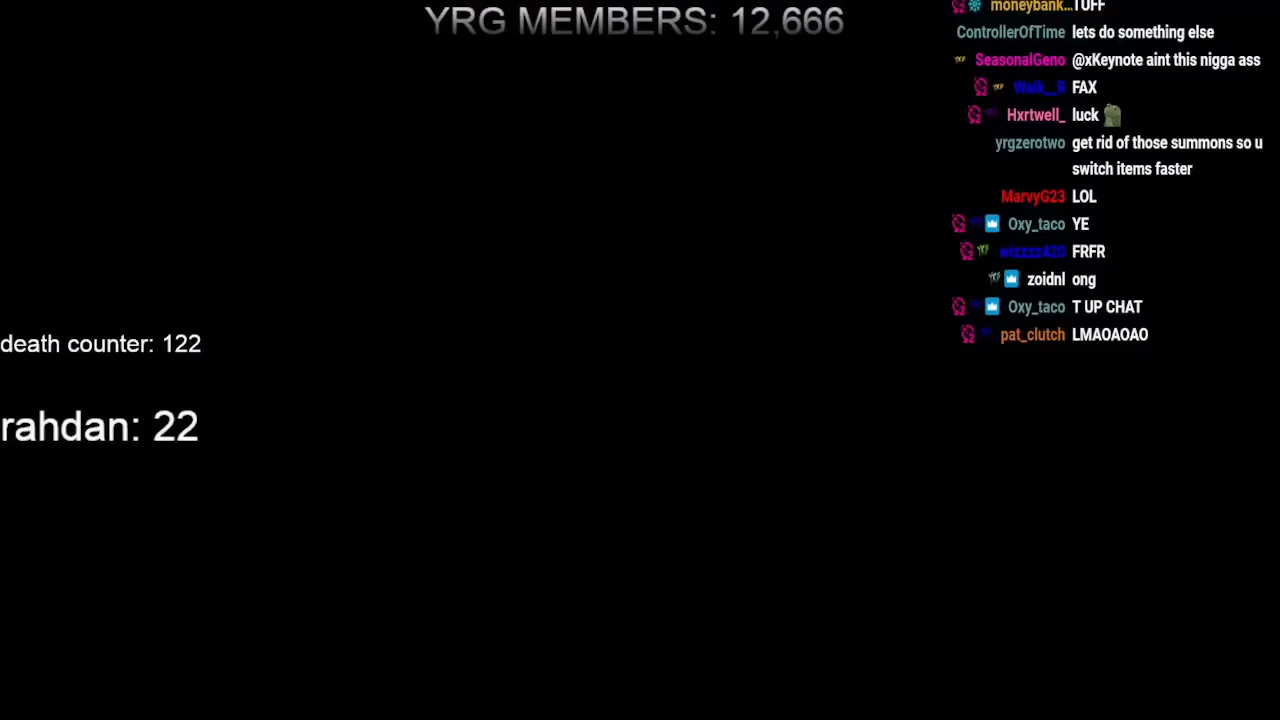 YRG MEMBERS: 12,666
moneybank...TUFF
ControllerOfTime lets do something else
SeasonalGeno @xKeynote aint this nigga ass
Walk__R FAX
Hxrtwell_ luck
yrgzerotwo get rid of those summons so u
switch items faster
MarvyG23 LOL
Oxy_taco YE
wizzzz420 FRFR
zoidnl ong
Oxy_taco T UP CHAT
pat_clutch LMAOAOAO
death counter: 122
rahdan: 22